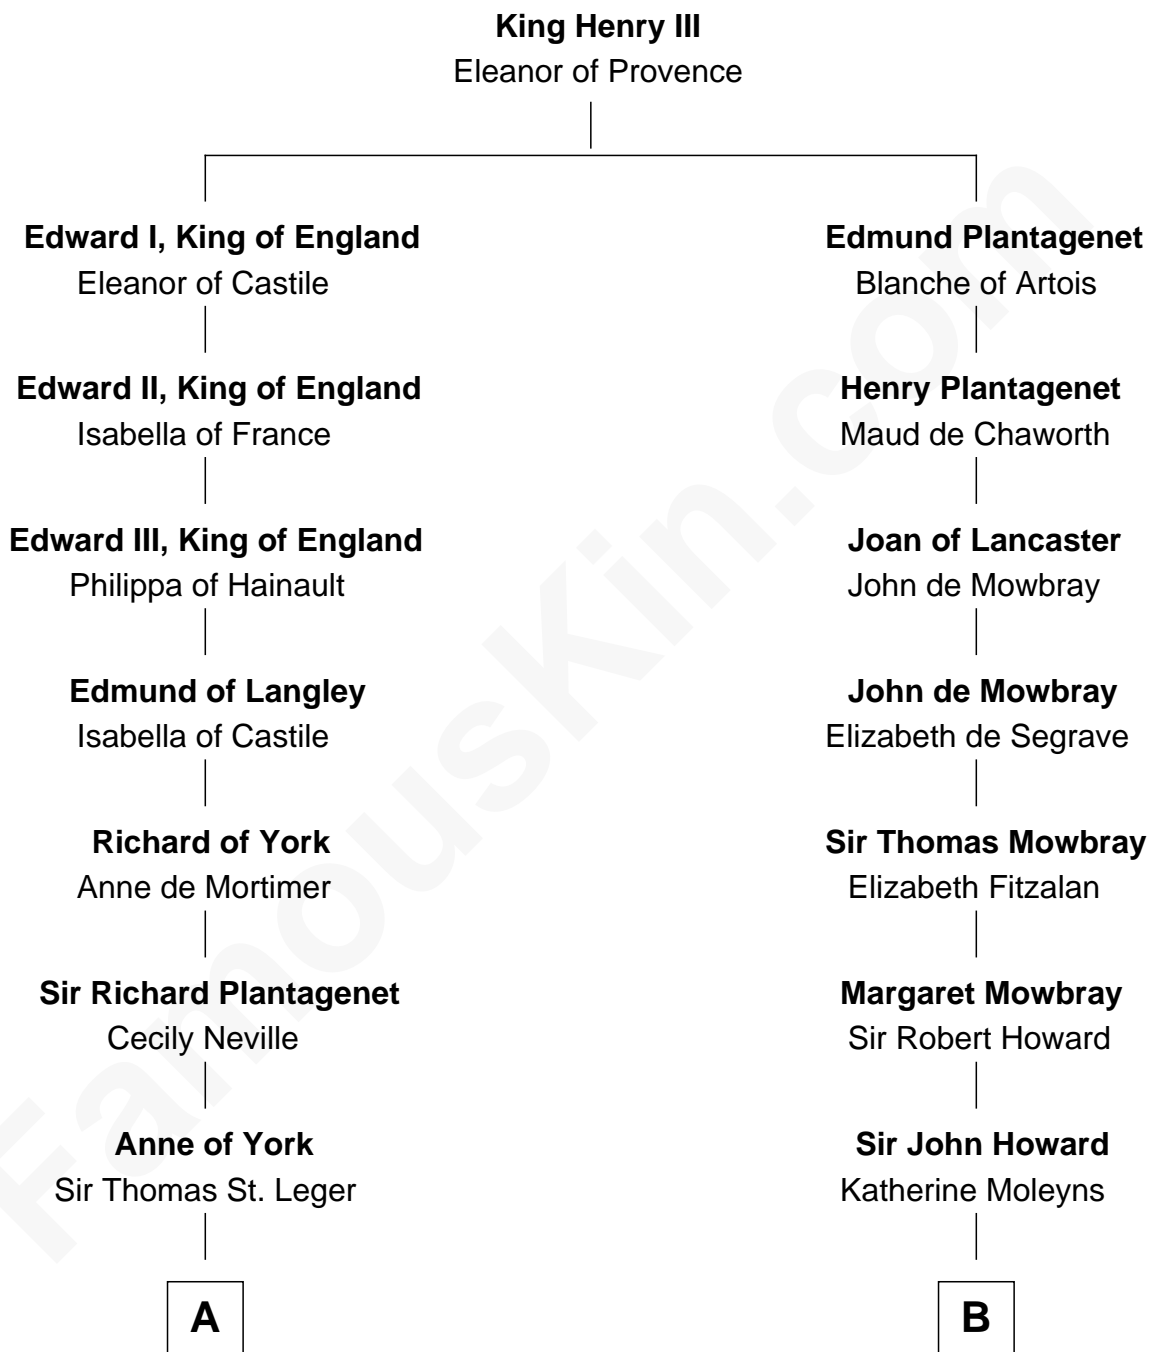 King Henry III
Eleanor of Provence
Edward I, King of England
Eleanor of Castile
Edward II, King of England
Isabella of France
Edward III, King of England
Philippa of Hainault
Edmund of Langley
Isabella of Castile
Richard of York
Anne de Mortimer
Sir Richard Plantagenet
Cecily Neville
Anne of York
Sir Thomas St. Leger
A
Edmund Plantagenet
Blanche of Artois
Henry Plantagenet
Maud de Chaworth
Joan of Lancaster
John de Mowbray
John de Mowbray
Elizabeth de Segrave
Sir Thomas Mowbray
Elizabeth Fitzalan
Margaret Mowbray
Sir Robert Howard
Sir John Howard
Katherine Moleyns
B
FamousKin.com